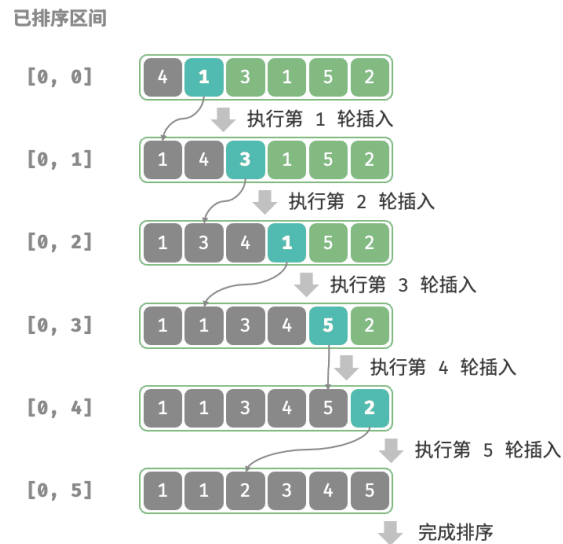 已排序区间
[0, 0] 4 1 3 1 5 2
执行第 1 轮插入
[0, 1] 1 4 3 1 5 2
执行第 2 轮插入
[0, 2] 1 3 4 1 5 2
执行第 3 轮插入
[0, 3] 1 1 3 4 5 2
执行第 4 轮插入
[0, 4] 1 1 3 4 5 2
执行第 5 轮插入
[0, 5] 1 1 2 3 4 5
完成排序